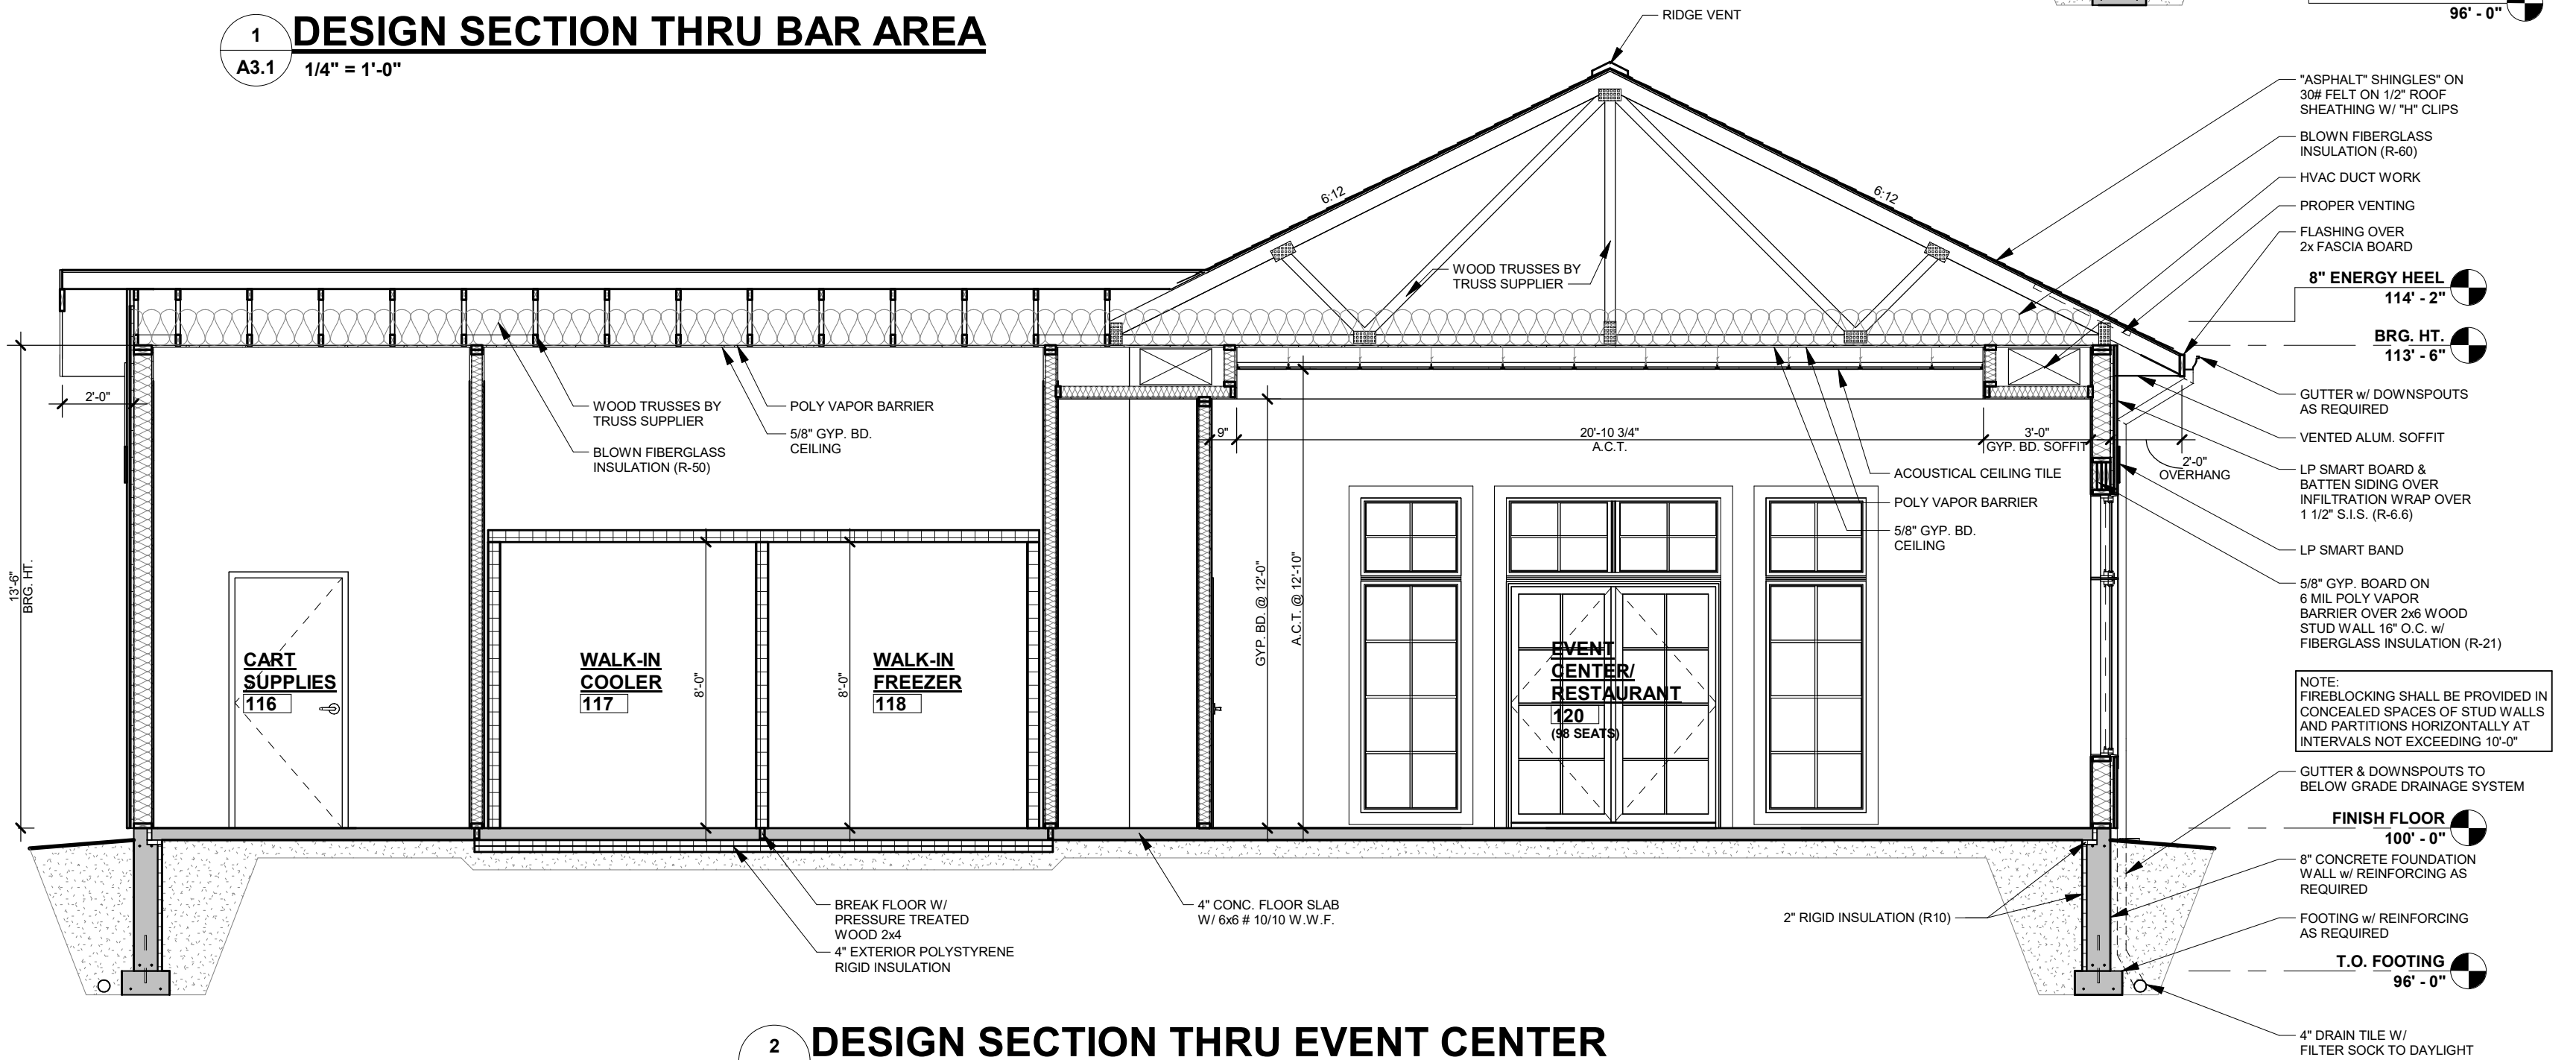 1
A3.1
DESIGN SECTION THRU BAR AREA
1/4" = 1'-0"
96' - 0"
RIDGE VENT
"ASPHALT" SHINGLES" ON
30# FELT ON 1/2" ROOF
SHEATHING W/ "H" CLIPS
BLOWN FIBERGLASS
INSULATION (R-60)
HVAC DUCT WORK
PROPER VENTING
FLASHING OVER
2x FASCIA BOARD
8" ENERGY HEEL
114' - 2"
BRG. HT.
113' - 6"
GUTTER w/ DOWNSPOUTS
AS REQUIRED
VENTED ALUM. SOFFIT
LP SMART BOARD &
BATTEN SIDING OVER
INFILTRATION WRAP OVER
1 1/2" S.I.S. (R-6.6)
LP SMART BAND
5/8" GYP. BOARD ON
6 MIL POLY VAPOR
BARRIER OVER 2x6 WOOD
STUD WALL 16" O.C. w/
FIBERGLASS INSULATION (R-21)
NOTE:
FIREBLOCKING SHALL BE PROVIDED IN
CONCEALED SPACES OF STUD WALLS
AND PARTITIONS HORIZONTALLY AT
INTERVALS NOT EXCEEDING 10'-0"
GUTTER & DOWNSPOUTS TO
BELOW GRADE DRAINAGE SYSTEM
FINISH FLOOR
100' - 0"
8" CONCRETE FOUNDATION
WALL w/ REINFORCING AS
REQUIRED
FOOTING w/ REINFORCING
AS REQUIRED
T.O. FOOTING
96' - 0"
4" DRAIN TILE W/
FILTER SOCK TO DAYLIGHT
6:12
6:12
WOOD TRUSSES BY
TRUSS SUPPLIER
2'-0"
WOOD TRUSSES BY
TRUSS SUPPLIER
BLOWN FIBERGLASS
INSULATION (R-50)
POLY VAPOR BARRIER
5/8" GYP. BD.
CEILING
9"
20'-10 3/4"
A.C.T.
3'-0"
GYP. BD. SOFFIT
2'-0"
OVERHANG
ACOUSTICAL CEILING TILE
POLY VAPOR BARRIER
5/8" GYP. BD.
CEILING
13'-6"
BRG. HT.
GYP. BD. @ 12'-0"
A.C.T. @ 12'-10"
CART
SUPPLIES
116
WALK-IN
COOLER
117
8'-0"
8'-0"
WALK-IN
FREEZER
118
EVENT
CENTER/
RESTAURANT
120
(98 SEATS)
BREAK FLOOR W/
PRESSURE TREATED
WOOD 2x4
4" EXTERIOR POLYSTYRENE
RIGID INSULATION
4" CONC. FLOOR SLAB
W/ 6x6 # 10/10 W.W.F.
2" RIGID INSULATION (R10)
2
DESIGN SECTION THRU EVENT CENTER